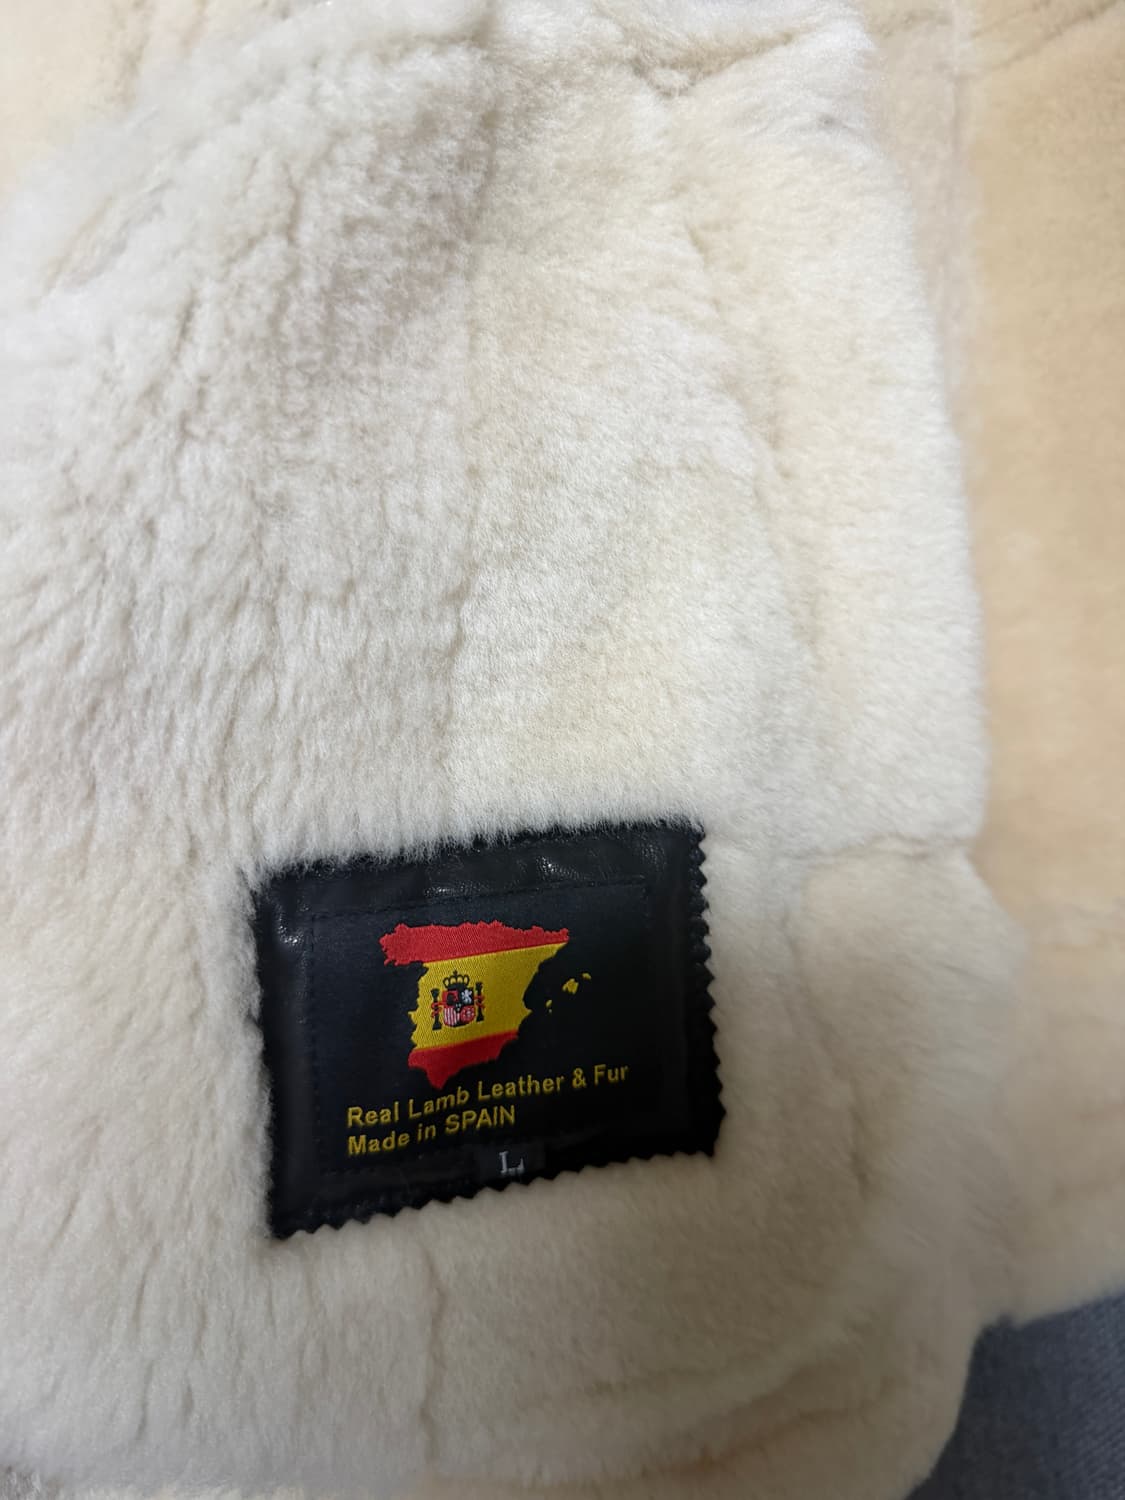 Real Lamb Leather & Fur
Made in SPAIN
L